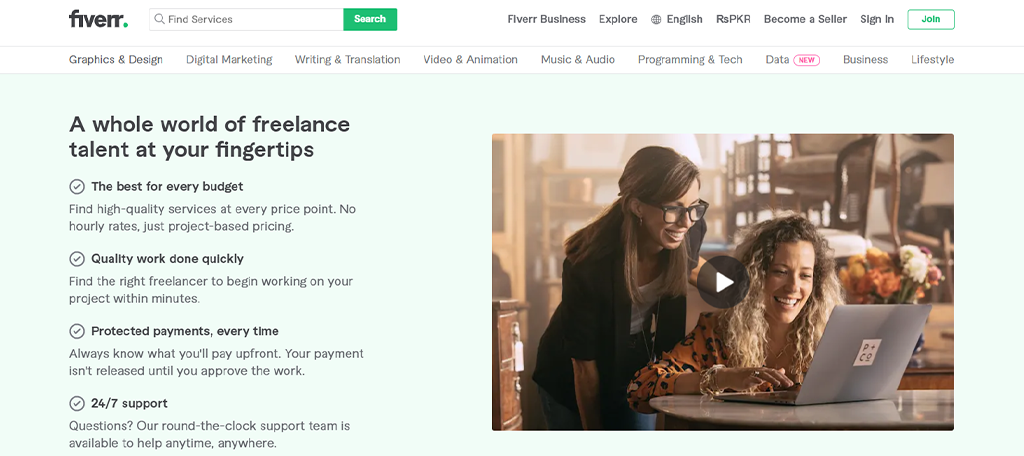 fiverr.
Find Services
Search
Fiverr Business
Explore
English
RsPKR
Become a Seller
Sign In
Join
Graphics & Design
Digital Marketing
Writing & Translation
Video & Animation
Music & Audio
Programming & Tech
Data NEW
Business
Lifestyle
A whole world of freelance
talent at your fingertips
The best for every budget
Find high-quality services at every price point. No
hourly rates, just project-based pricing.
Quality work done quickly
Find the right freelancer to begin working on your
project within minutes.
Protected payments, every time
Always know what you'll pay upfront. Your payment
isn't released until you approve the work.
24/7 support
Questions? Our round-the-clock support team is
available to help anytime, anywhere.
P+
CO